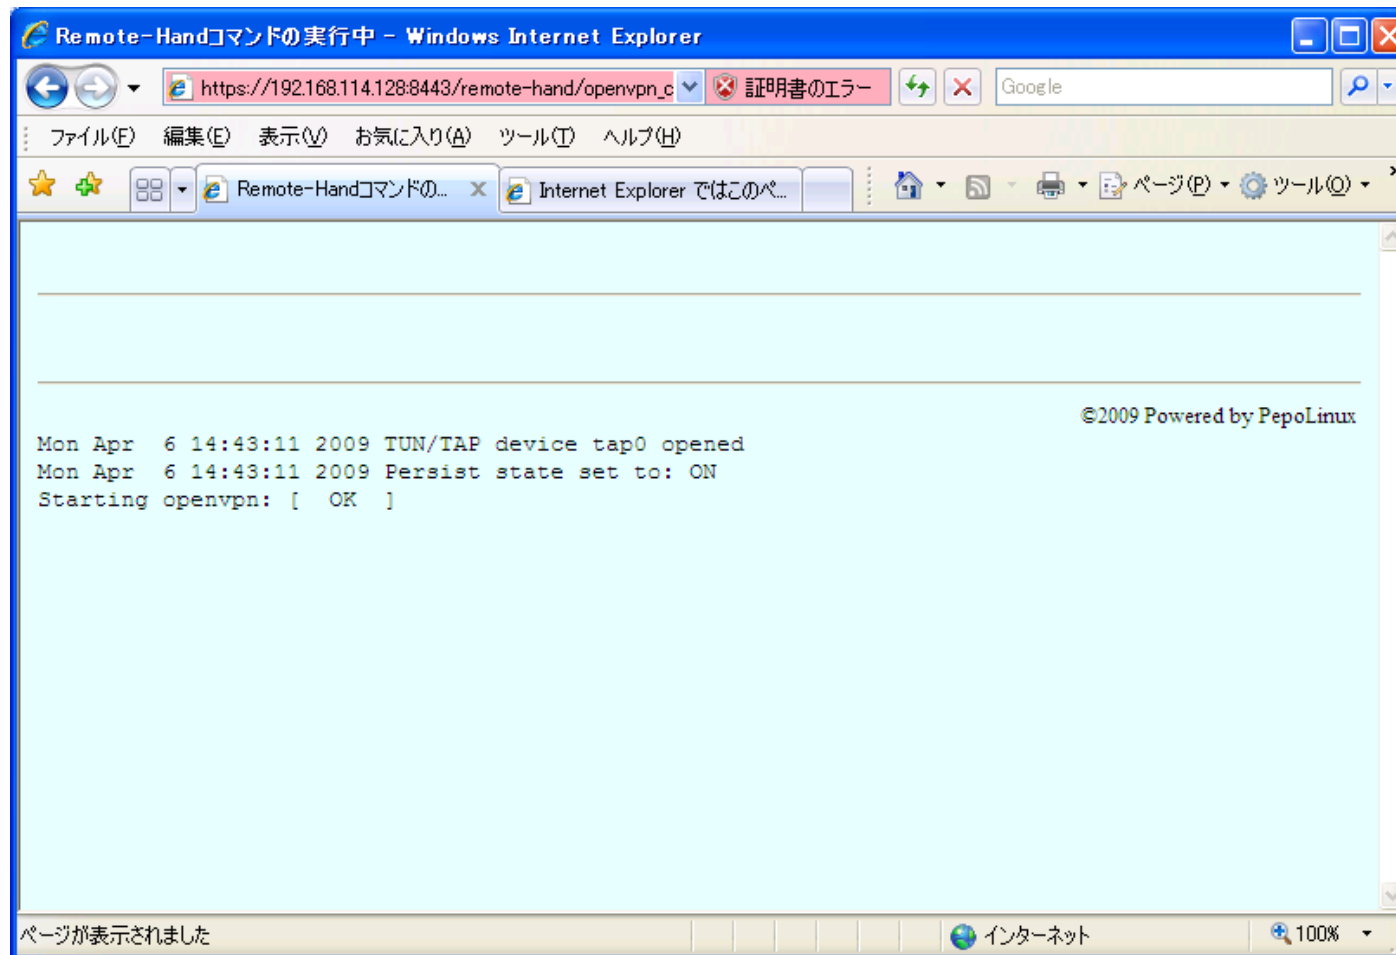 Remote-Handコマンドの実行中 - Windows Internet Explorer
https://192.168.114.128:8443/remote-hand/openvpn_c 証明書のエラー Google
ファイル(F) 編集(E) 表示(V) お気に入り(A) ツール(T) ヘルプ(H)
Remote-Handコマンドの... X Internet Explorer ではこのペ... ページ(P) ツール(O)
©2009 Powered by PepoLinux
Mon Apr  6 14:43:11 2009 TUN/TAP device tap0 opened
Mon Apr  6 14:43:11 2009 Persist state set to: ON
Starting openvpn: [  OK  ]
ページが表示されました インターネット 100%